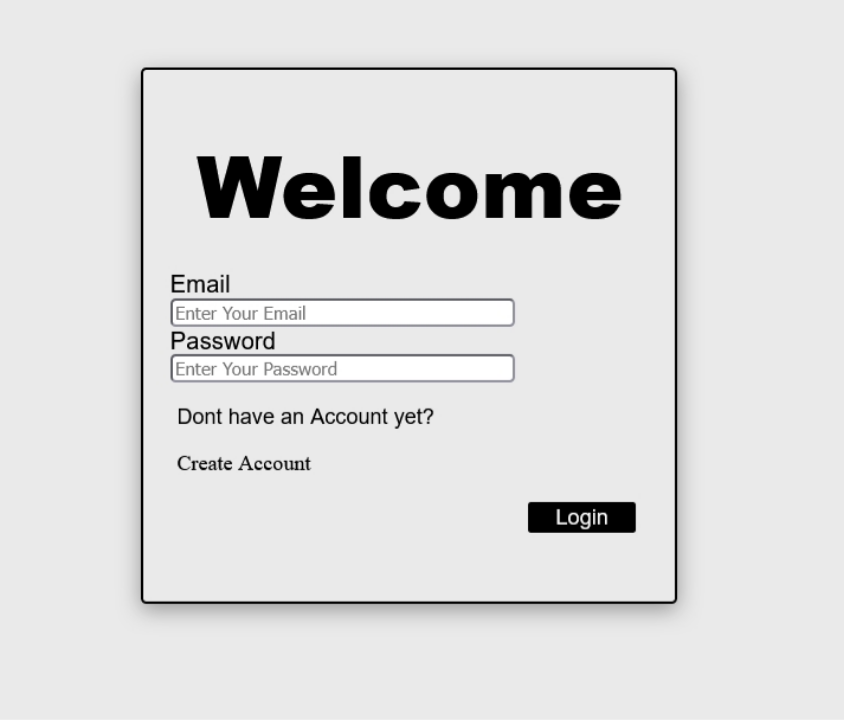 Welcome
Email
Enter Your Email
Password
Enter Your Password
Dont have an Account yet?
Create Account
Login